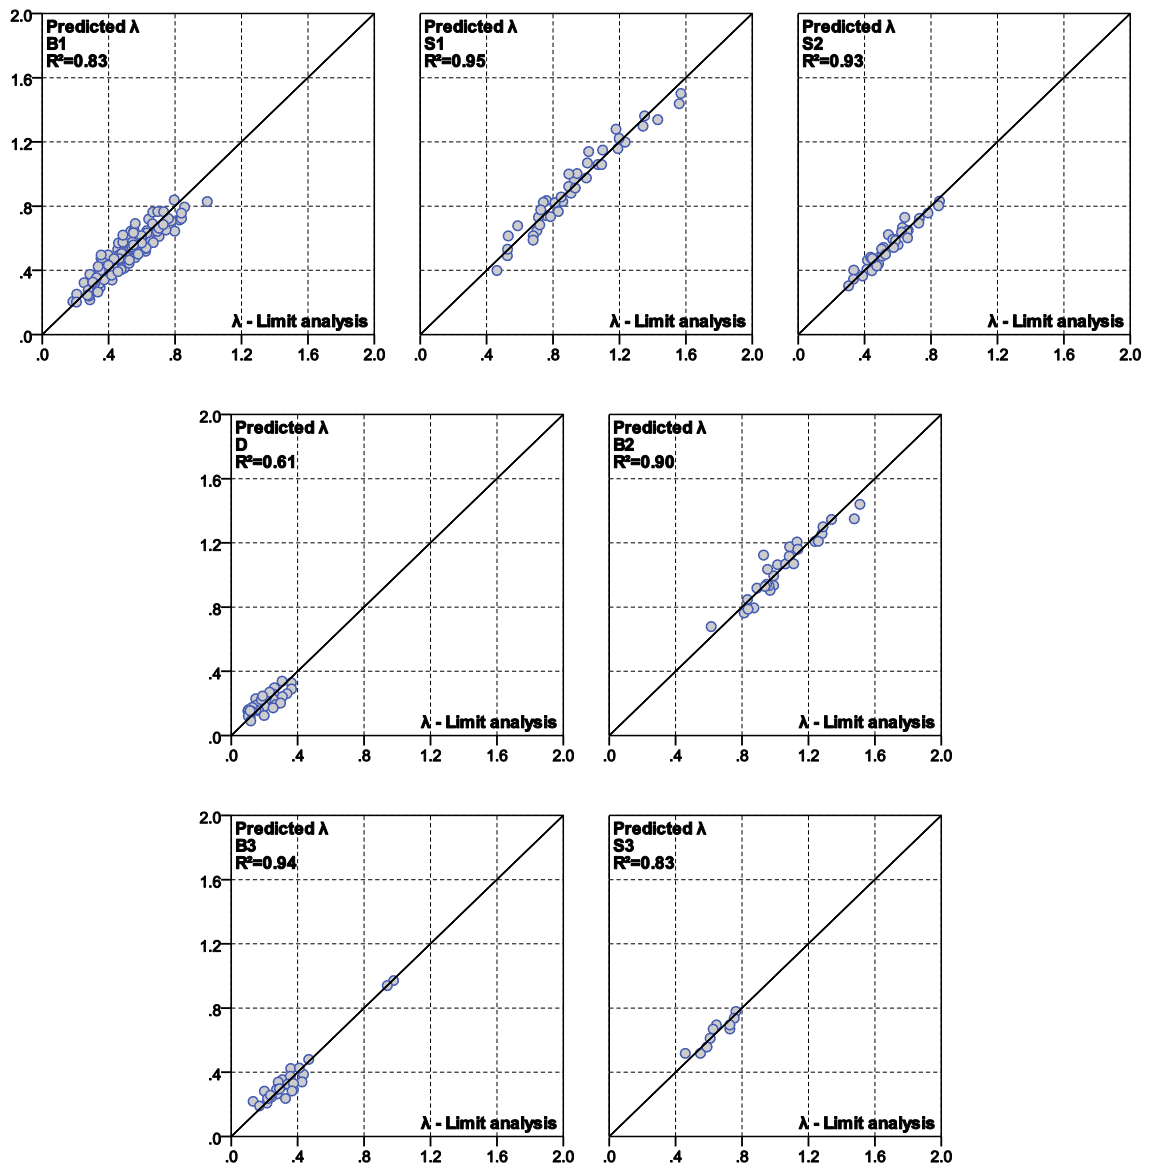 2.0
Predicted λ
B1
R²=0.83
1.6
1.2
.8
.4
.0
λ - Limit analysis
.0 .4 .8 1.2 1.6 2.0
Predicted λ
S1
R²=0.95
λ - Limit analysis
.0 .4 .8 1.2 1.6 2.0
Predicted λ
S2
R²=0.93
λ - Limit analysis
.0 .4 .8 1.2 1.6 2.0
2.0
Predicted λ
D
R²=0.61
1.6
1.2
.8
.4
.0
λ - Limit analysis
.0 .4 .8 1.2 1.6 2.0
Predicted λ
B2
R²=0.90
λ - Limit analysis
.0 .4 .8 1.2 1.6 2.0
2.0
Predicted λ
B3
R²=0.94
1.6
1.2
.8
.4
.0
λ - Limit analysis
.0 .4 .8 1.2 1.6 2.0
Predicted λ
S3
R²=0.83
λ - Limit analysis
.0 .4 .8 1.2 1.6 2.0